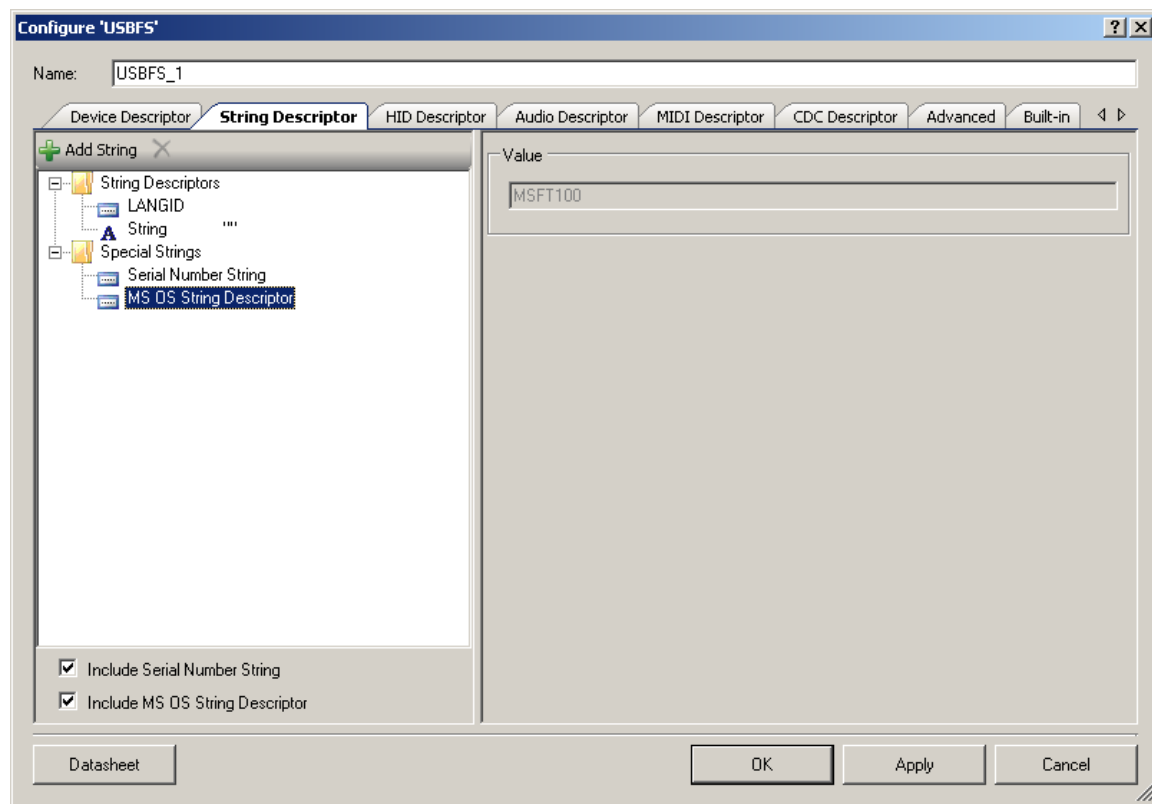 Configure 'USBFS'
Name: USBFS_1
Device Descriptor String Descriptor HID Descriptor Audio Descriptor MIDI Descriptor CDC Descriptor Advanced Built-in
Add String
String Descriptors
LANGID
String ""
Special Strings
Serial Number String
MS OS String Descriptor
Value
MSFT100
Include Serial Number String
Include MS OS String Descriptor
Datasheet OK Apply Cancel